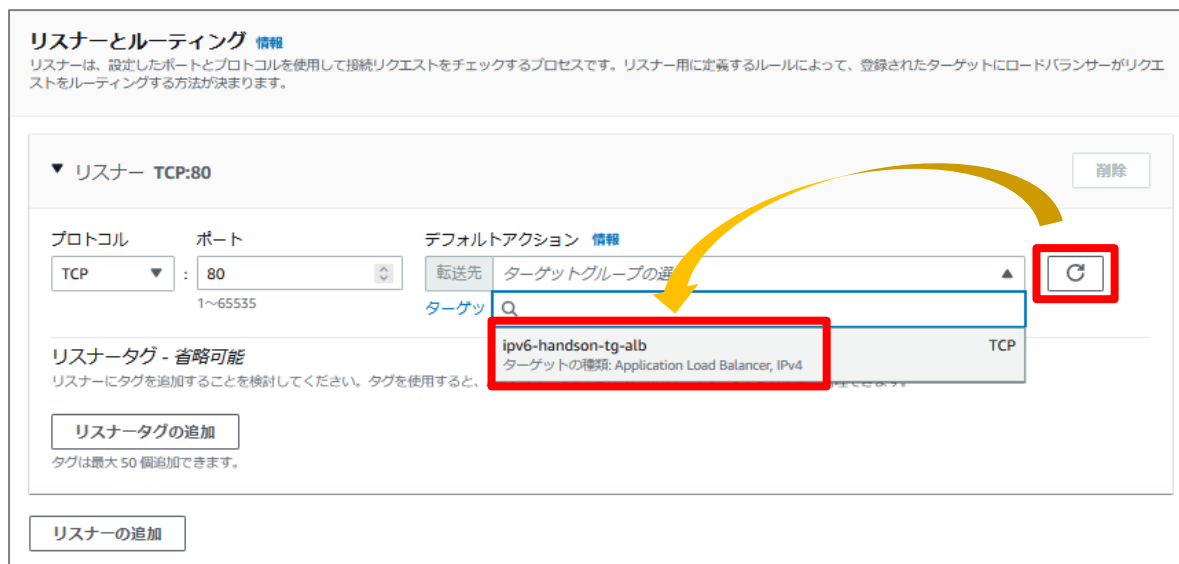 リスナーとルーティング 情報
リスナーは、設定したポートとプロトコルを使用して接続リクエストをチェックするプロセスです。リスナー用に定義するルールによって、登録されたターゲットにロードバランサーがリクエ
ストをルーティングする方法が決まります。
▼ リスナー TCP:80
削除
プロトコル
ポート
デフォルトアクション 情報
TCP
:
80
転送先
ターゲットグループの選
1～65535
ターゲッ
ipv6-handson-tg-alb
TCP
ターゲットの種類: Application Load Balancer, IPv4
リスナータグ - 省略可能
リスナーにタグを追加することを検討してください。タグを使用すると、
リスナータグの追加
タグは最大 50 個追加できます。
リスナーの追加